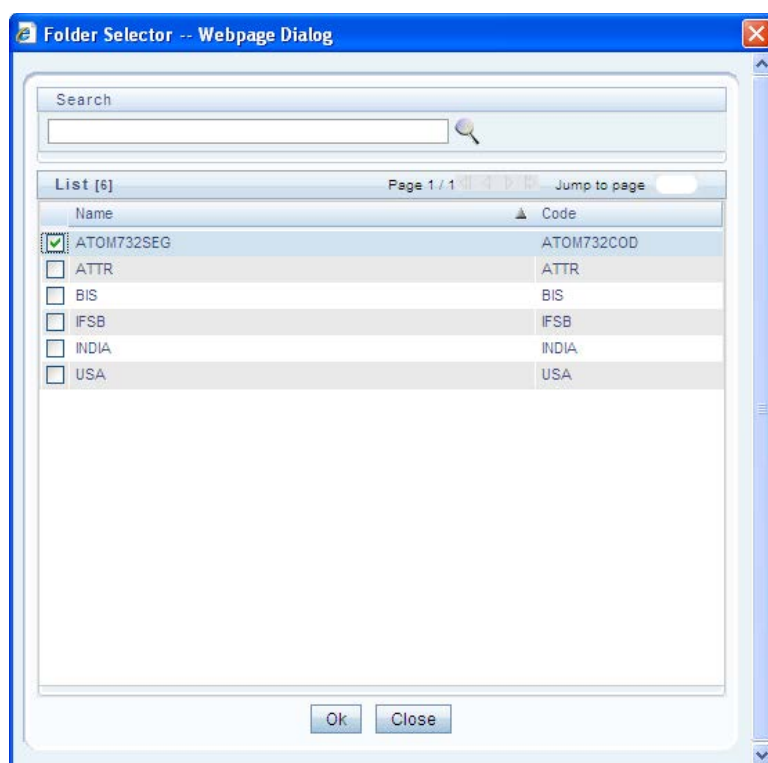 Folder Selector -- Webpage Dialog
Search
List [6] Page 1 / 1 Jump to page
Name Code
ATOM732SEG ATOM732COD
ATTR ATTR
BIS BIS
IFSB IFSB
INDIA INDIA
USA USA
Ok Close